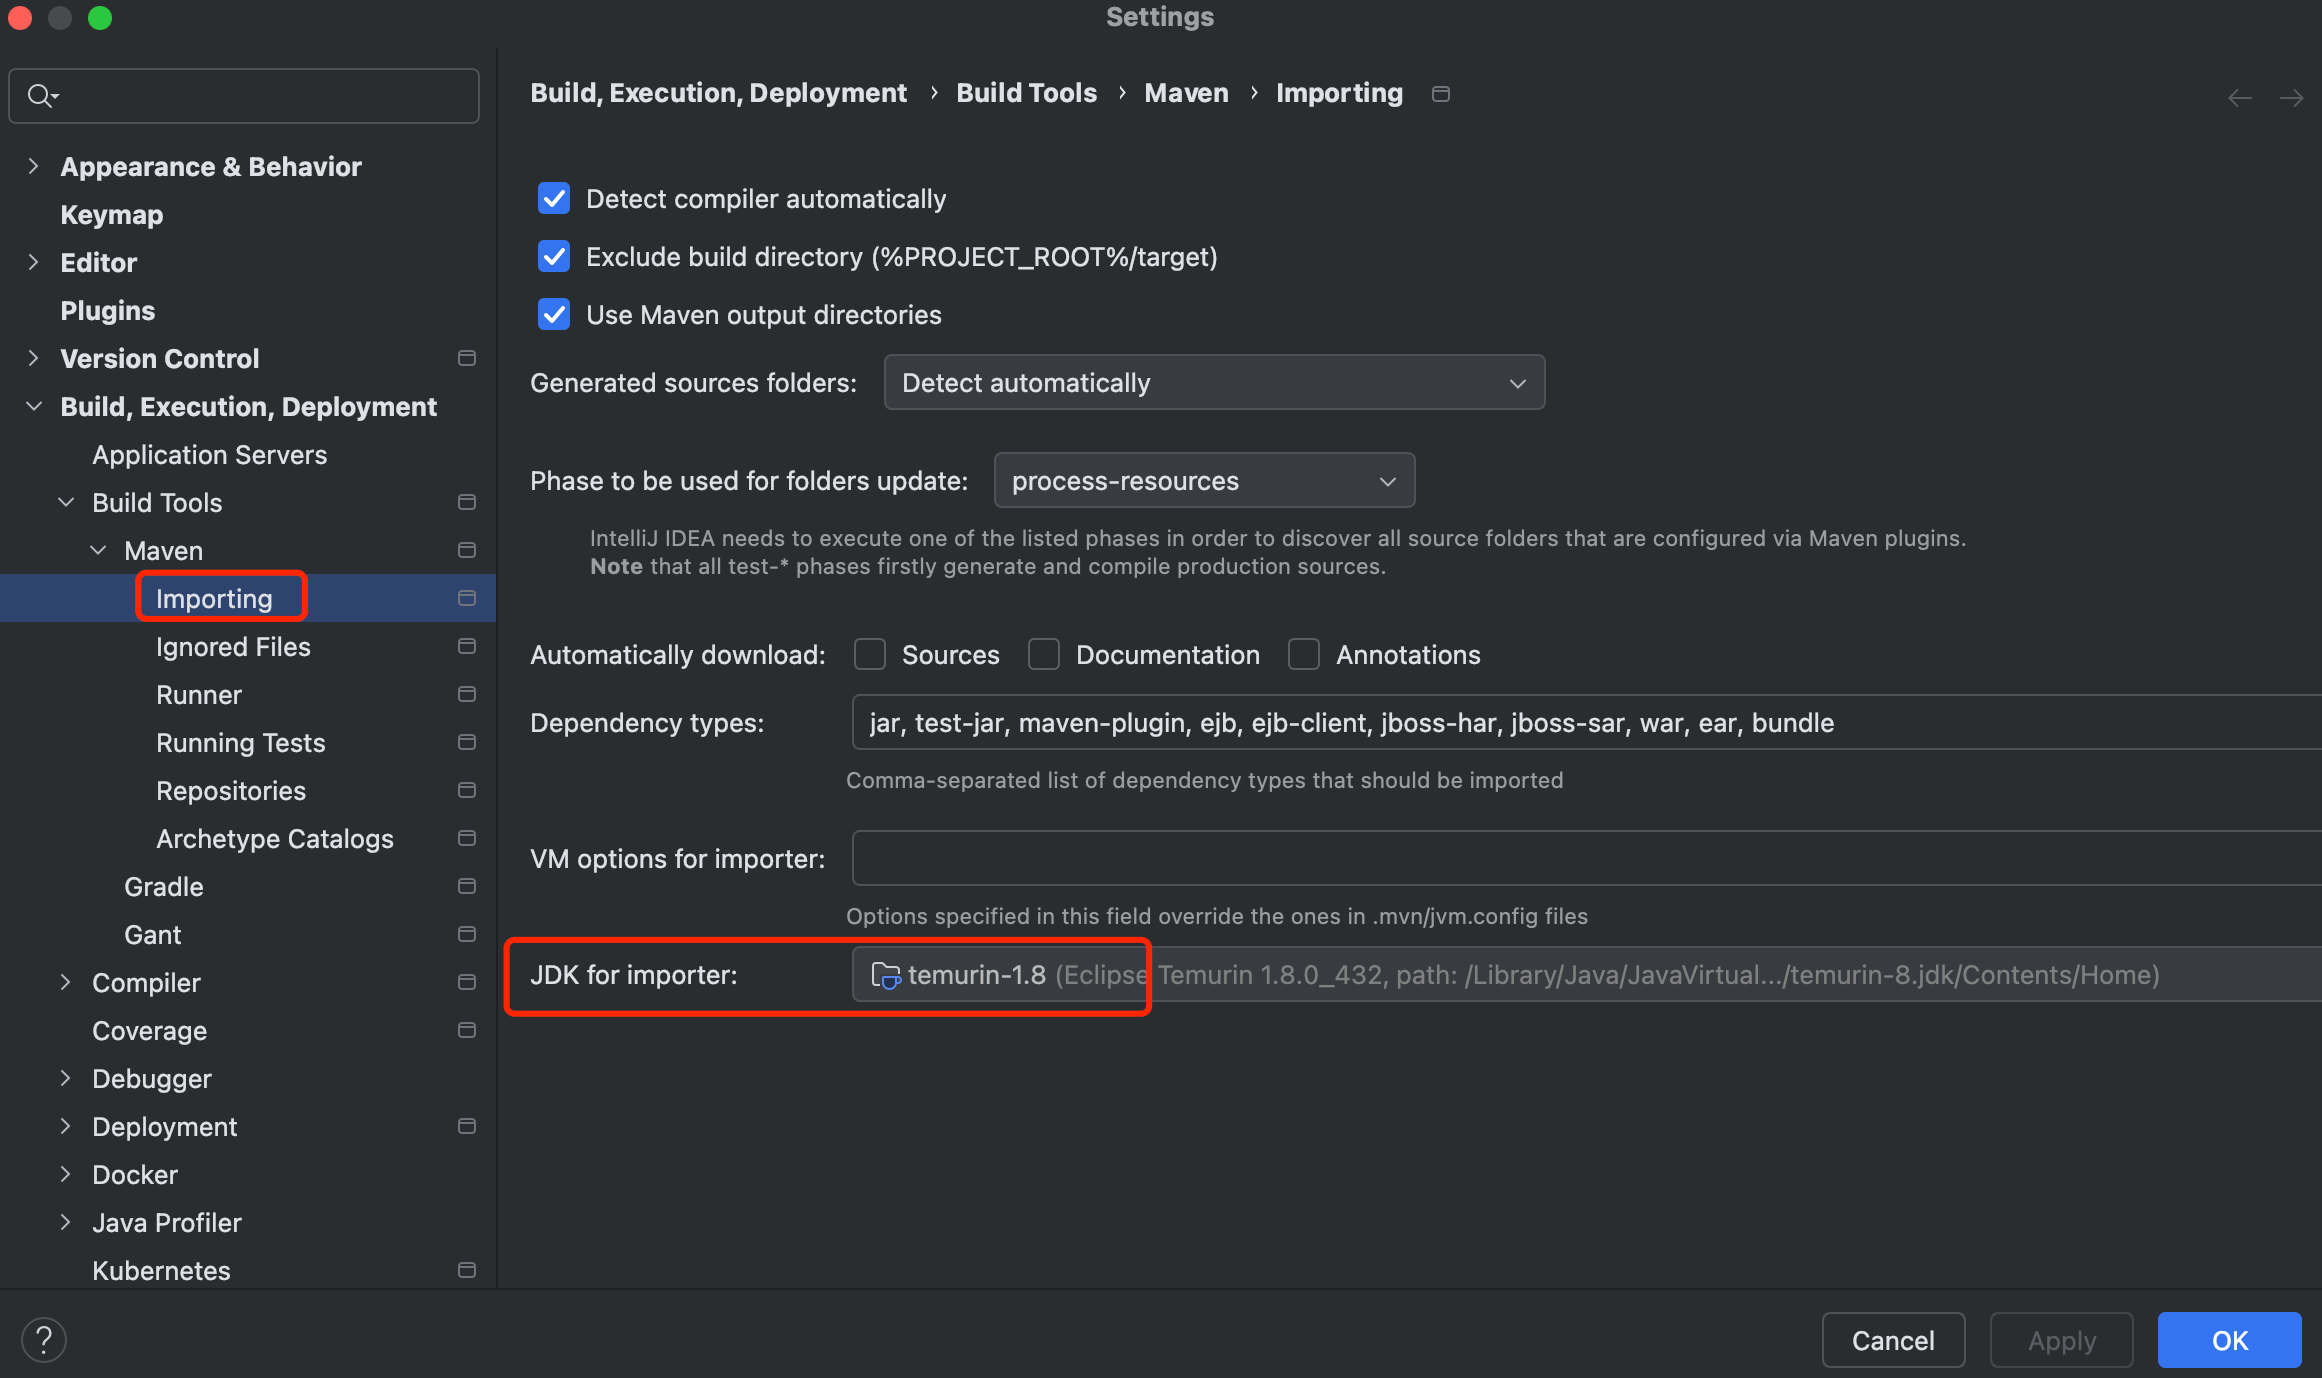 Settings
Appearance & Behavior
Keymap
Editor
Plugins
Version Control
Build, Execution, Deployment
Application Servers
Build Tools
Maven
Importing
Ignored Files
Runner
Running Tests
Repositories
Archetype Catalogs
Gradle
Gant
Compiler
Coverage
Debugger
Deployment
Docker
Java Profiler
Kubernetes
Build, Execution, Deployment › Build Tools › Maven › Importing
Detect compiler automatically
Exclude build directory (%PROJECT_ROOT%/target)
Use Maven output directories
Generated sources folders: Detect automatically
Phase to be used for folders update: process-resources
IntelliJ IDEA needs to execute one of the listed phases in order to discover all source folders that are configured via Maven plugins.
Note that all test-* phases firstly generate and compile production sources.
Automatically download: Sources Documentation Annotations
Dependency types: jar, test-jar, maven-plugin, ejb, ejb-client, jboss-har, jboss-sar, war, ear, bundle
Comma-separated list of dependency types that should be imported
VM options for importer:
Options specified in this field override the ones in .mvn/jvm.config files
JDK for importer: temurin-1.8 (Eclipse Temurin 1.8.0_432, path: /Library/Java/JavaVirtual.../temurin-8.jdk/Contents/Home)
? Cancel Apply OK